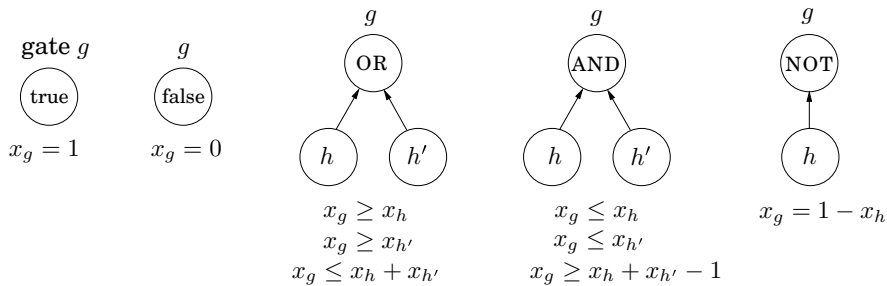 gate g
true
x_g = 1
g
false
x_g = 0
g
OR
h
h′
x_g ≥ x_h
x_g ≥ x_h′
x_g ≤ x_h + x_h′
g
AND
h
h′
x_g ≤ x_h
x_g ≤ x_h′
x_g ≥ x_h + x_h′ − 1
g
NOT
h
x_g = 1 − x_h